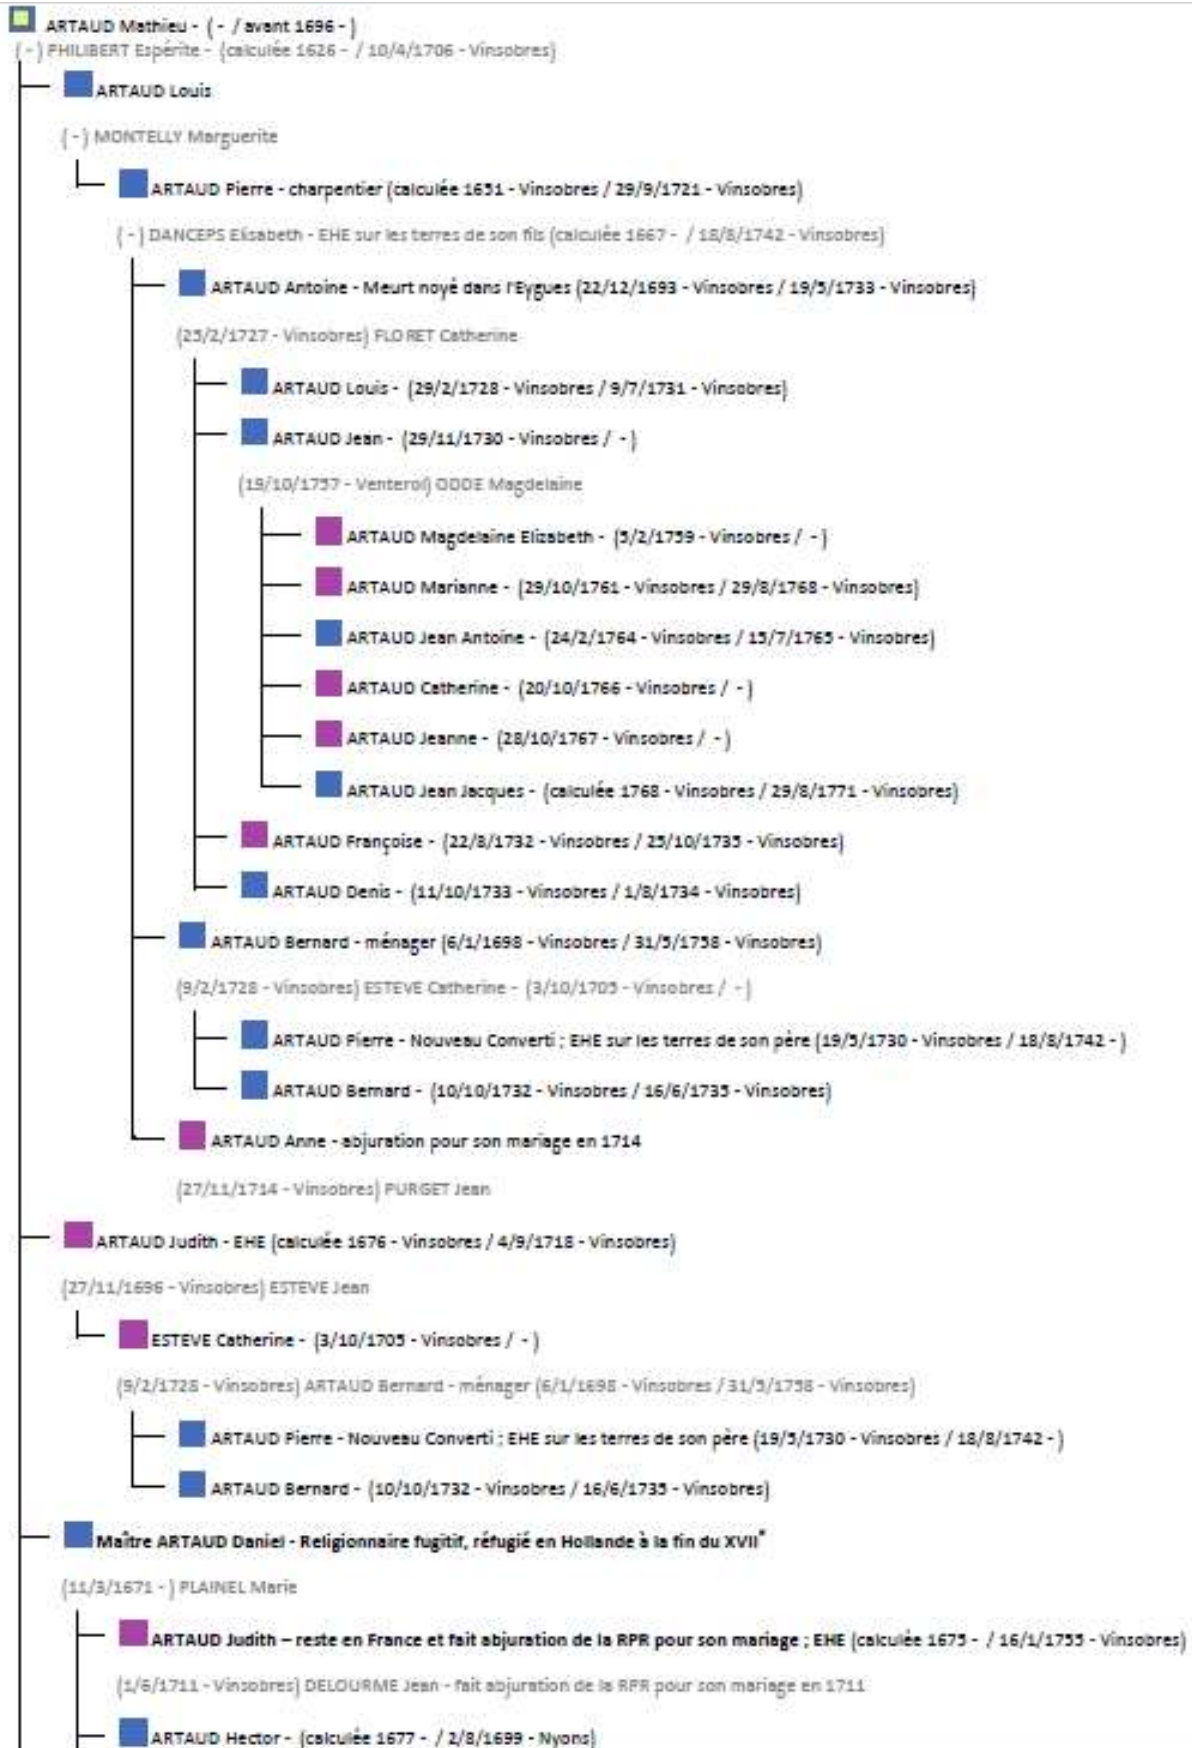 ARTAUD Mathieu - ( - / avant 1696 - )
( - ) PHILIBERT Espérite - (calculée 1626 - / 10/4/1706 - Vinsobres)
ARTAUD Louis
( - ) MONTELLY Marguerite
ARTAUD Pierre - charpentier (calculée 1651 - Vinsobres / 29/9/1721 - Vinsobres)
( - ) DANCEPS Elisabeth - EHE sur les terres de son fils (calculée 1667 - / 18/8/1742 - Vinsobres)
ARTAUD Antoine - Meurt noyé dans l'Eygues (22/12/1693 - Vinsobres / 19/5/1733 - Vinsobres)
(25/2/1727 - Vinsobres) FLORET Catherine
ARTAUD Louis - (29/2/1728 - Vinsobres / 9/7/1731 - Vinsobres)
ARTAUD Jean - (29/11/1730 - Vinsobres / - )
(19/10/1757 - Venterol) ODDE Magdelaine
ARTAUD Magdelaine Elizabeth - (5/2/1759 - Vinsobres / - )
ARTAUD Marianne - (29/10/1761 - Vinsobres / 29/8/1768 - Vinsobres)
ARTAUD Jean Antoine - (24/2/1764 - Vinsobres / 15/7/1765 - Vinsobres)
ARTAUD Catherine - (20/10/1766 - Vinsobres / - )
ARTAUD Jeanne - (28/10/1767 - Vinsobres / - )
ARTAUD Jean Jacques - (calculée 1768 - Vinsobres / 29/8/1771 - Vinsobres)
ARTAUD Françoise - (22/8/1732 - Vinsobres / 25/10/1735 - Vinsobres)
ARTAUD Denis - (11/10/1733 - Vinsobres / 1/8/1734 - Vinsobres)
ARTAUD Bernard - ménager (6/1/1698 - Vinsobres / 31/5/1758 - Vinsobres)
(9/2/1728 - Vinsobres) ESTEVE Catherine - (3/10/1705 - Vinsobres / - )
ARTAUD Pierre - Nouveau Converti ; EHE sur les terres de son père (19/5/1730 - Vinsobres / 18/8/1742 - )
ARTAUD Bernard - (10/10/1732 - Vinsobres / 16/6/1735 - Vinsobres)
ARTAUD Anne - abjuration pour son mariage en 1714
(27/11/1714 - Vinsobres) PURGET Jean
ARTAUD Judith - EHE (calculée 1676 - Vinsobres / 4/9/1718 - Vinsobres)
(27/11/1696 - Vinsobres) ESTEVE Jean
ESTEVE Catherine - (3/10/1705 - Vinsobres / - )
(9/2/1728 - Vinsobres) ARTAUD Bernard - ménager (6/1/1698 - Vinsobres / 31/5/1758 - Vinsobres)
ARTAUD Pierre - Nouveau Converti ; EHE sur les terres de son père (19/5/1730 - Vinsobres / 18/8/1742 - )
ARTAUD Bernard - (10/10/1732 - Vinsobres / 16/6/1735 - Vinsobres)
Maître ARTAUD Daniel - Religionnaire fugitif, réfugié en Hollande à la fin du XVII°
(11/3/1671 - ) PLAINEL Marie
ARTAUD Judith – reste en France et fait abjuration de la RPR pour son mariage ; EHE (calculée 1675 - / 16/1/1755 - Vinsobres)
(1/6/1711 - Vinsobres) DELOURME Jean - fait abjuration de la RPR pour son mariage en 1711
ARTAUD Hector - (calculée 1677 - / 2/8/1699 - Nyons)